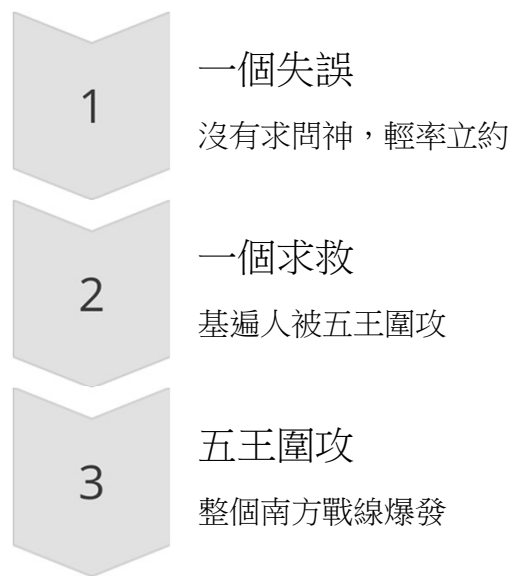 1
一個失誤
沒有求問神，輕率立約
2
一個求救
基遍人被五王圍攻
3
五王圍攻
整個南方戰線爆發